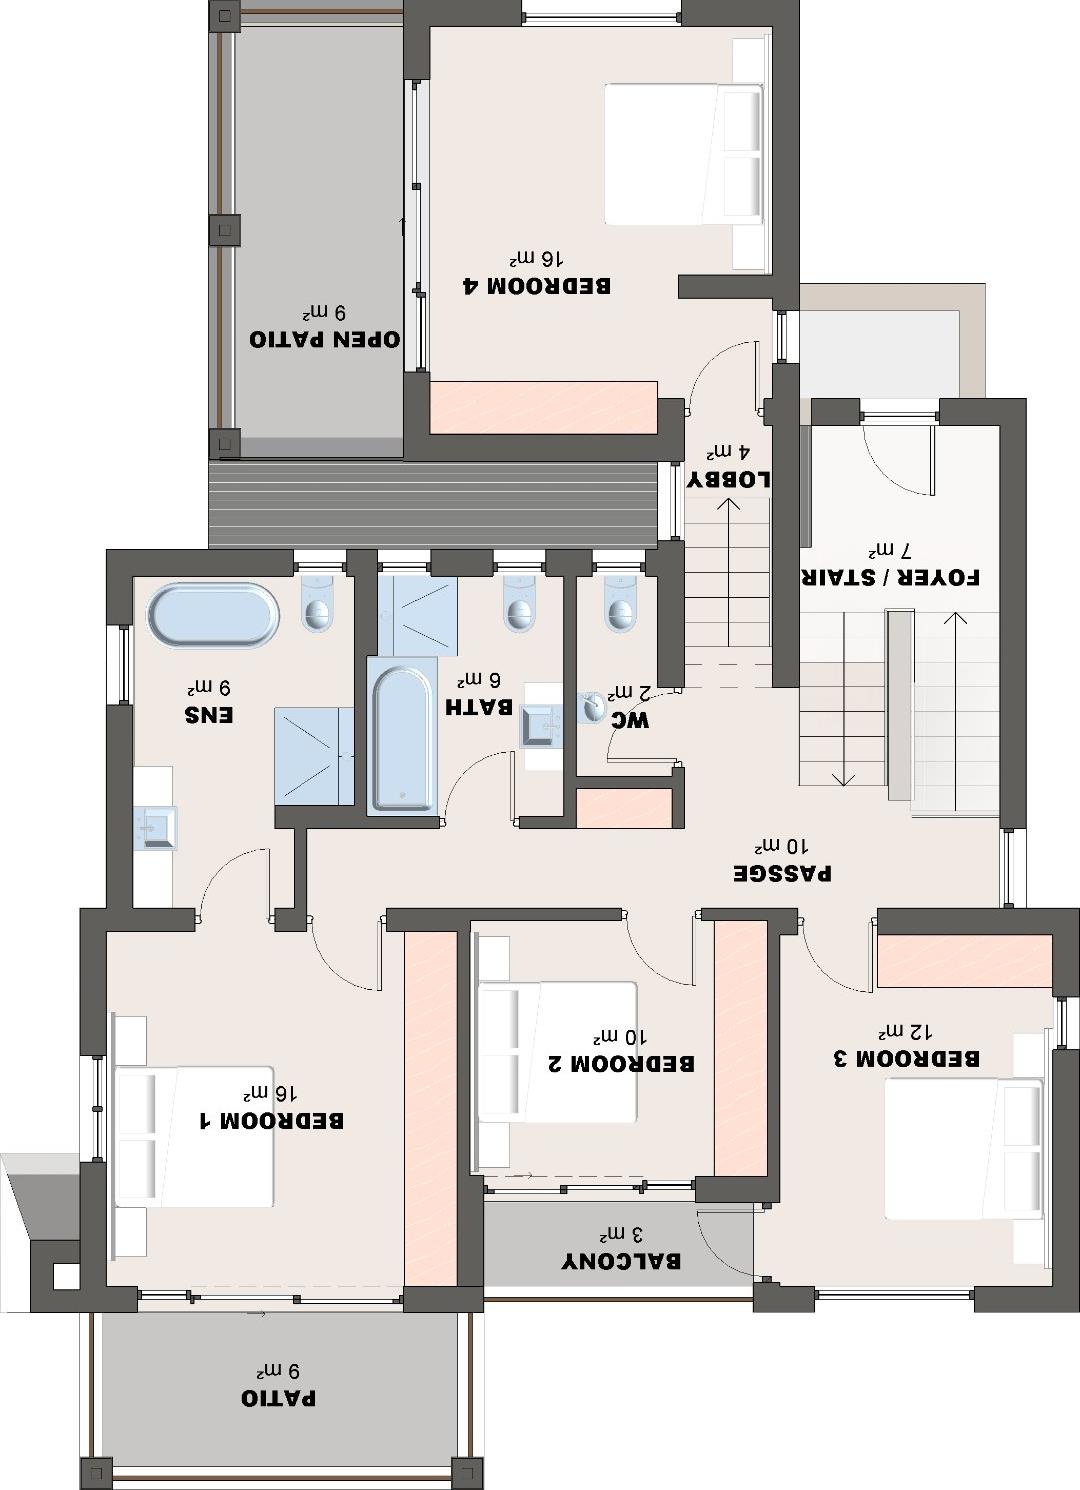 PATIO
9 m²
BALCONY
3 m²
BEDROOM 3
12 m²
BEDROOM 2
10 m²
BEDROOM 1
16 m²
PASSGE
10 m²
WC
2 m²
BATH
6 m²
ENS
9 m²
FOYER / STAIR
7 m²
LOBBY
4 m²
OPEN PATIO
9 m²
BEDROOM 4
16 m²